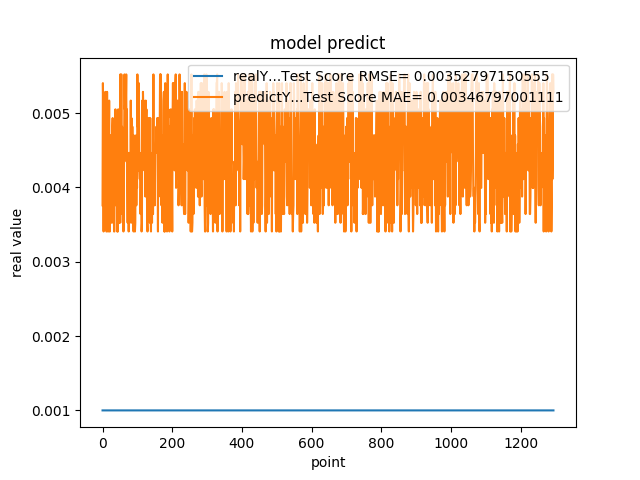 model predict
realY...Test Score RMSE= 0.00352797150555
predictY...Test Score MAE= 0.00346797001111
0.005
0.004
0.003
0.002
0.001
real value
0 200 400 600 800 1000 1200
point